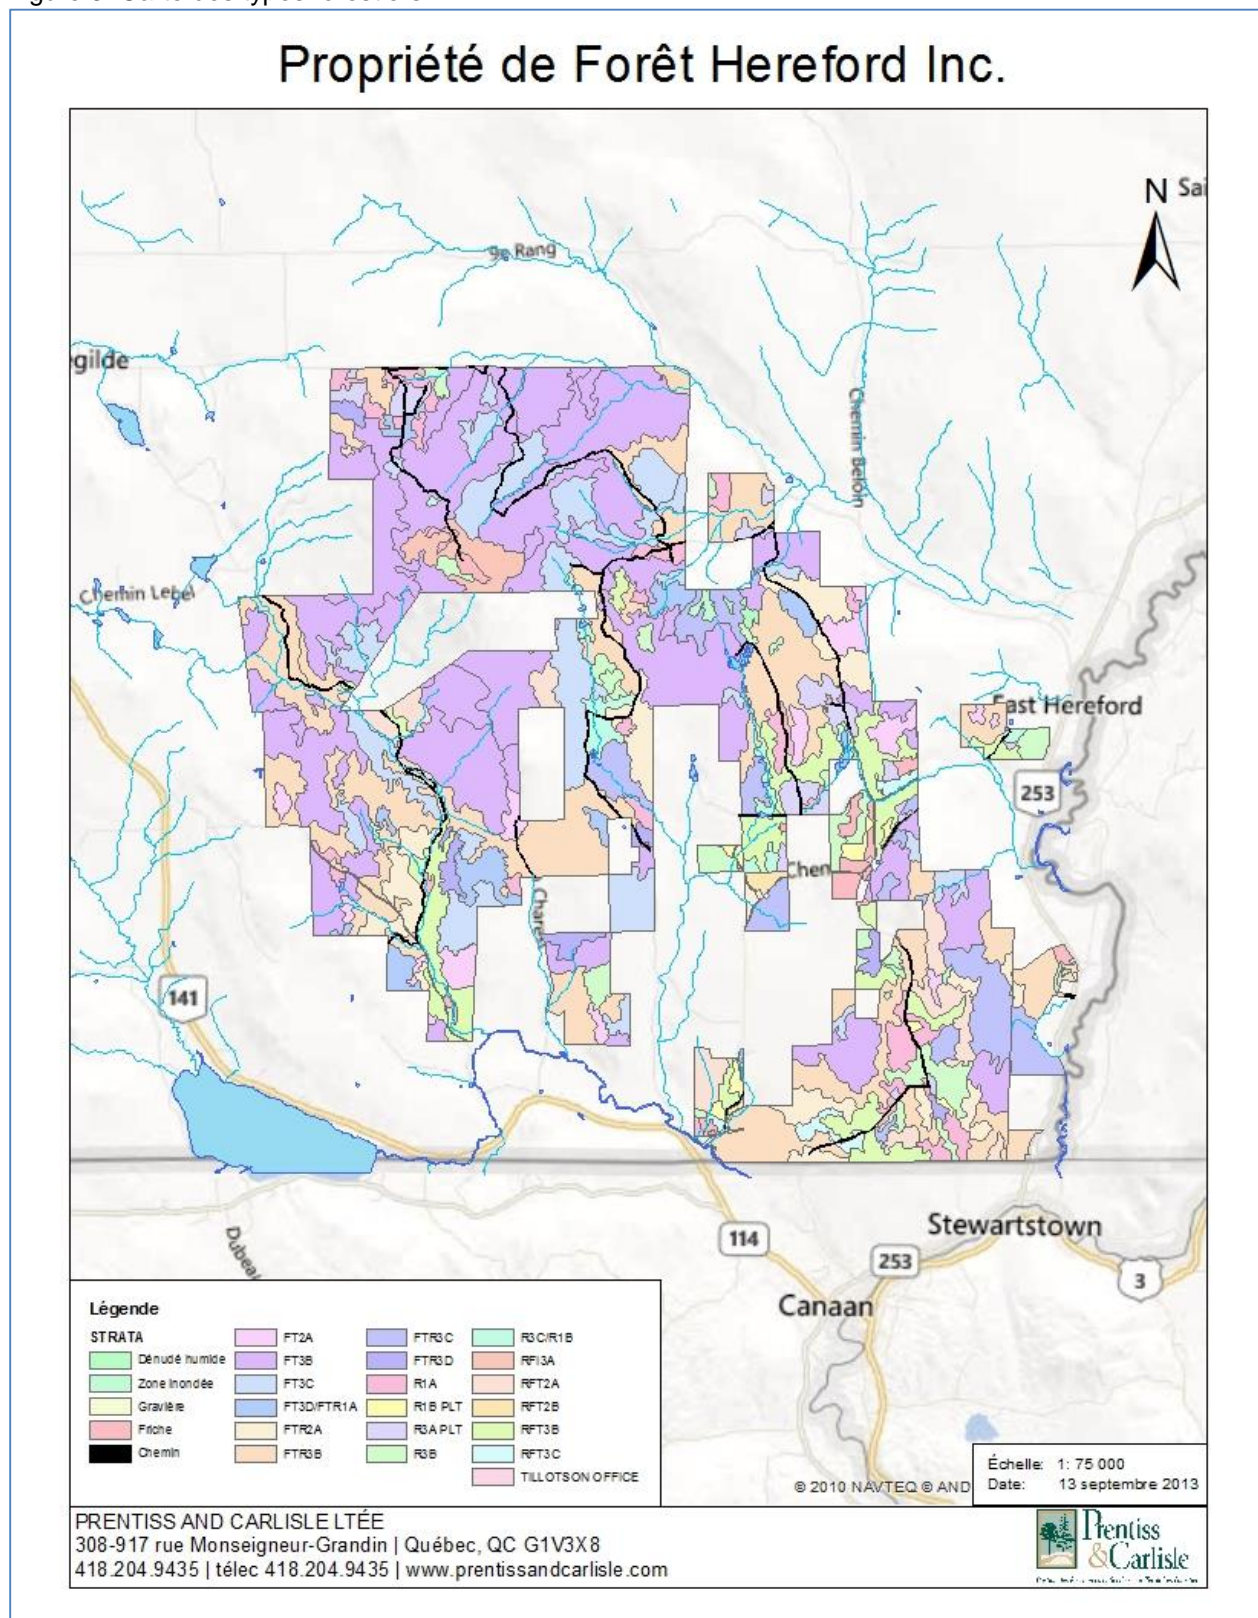 Propriété de Forêt Hereford Inc.
N
Sai
9e Rang
egilde
Chemin Beloin
Chemin Lebel
East Hereford
253
Chen
141
Stewartstown
114
253
Canaan
3
Légende
STRATA
Dénudé humide
Zone Inondée
Gravière
Friche
Chemin
FT2A
FT3B
FT3C
FT3D/FTR1A
FTR2A
FTR3B
FTR3C
FTR3D
R1A
R1B PLT
R3A PLT
R3B
R3C/R1B
RFI3A
RFT2A
RFT2B
RFT3B
RFT3C
TILLOTSON OFFICE
© 2010 NAVTEQ © AND
Échelle: 1: 75 000
Date: 13 septembre 2013
PRENTISS AND CARLISLE LTÉE
308-917 rue Monseigneur-Grandin | Québec, QC G1V3X8
418.204.9435 | télec 418.204.9435 | www.prentissandcarlisle.com
Prentiss
&Carlisle